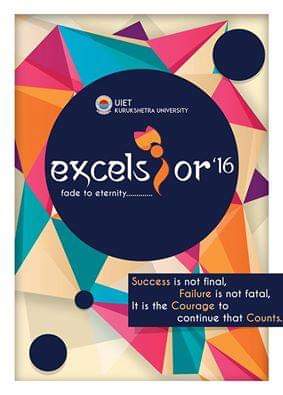 UIET
KURUKSHETRA UNIVERSITY
excelsior '16
fade to eternity.............
Success is not final,
Failure is not fatal,
It is the Courage to
continue that Counts.